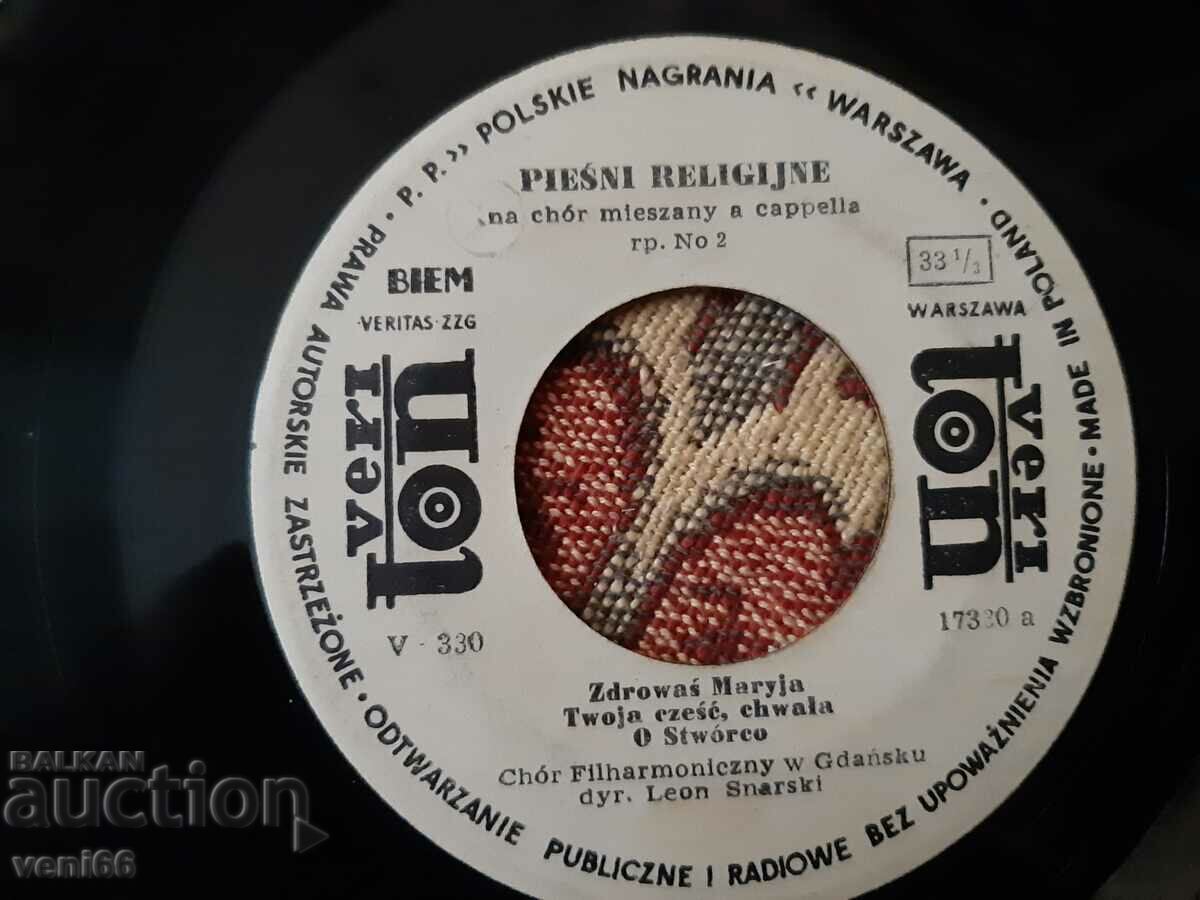 P. P. » POLSKIE NAGRANIA « WARSZAWA • MADE IN POLAND • PRAWA AUTORSKIE ZASTRZEŻONE • ODTWARZANIE PUBLICZNE I RADIOWE BEZ UPOWAŻNIENIA WZBRONIONE •
PIEŚNI RELIGIJNE
na chór mieszany a cappella
rp. No 2
BIEM
VERITAS-ZZG
33 1/3
WARSZAWA
veri ton
veri ton
V - 330
17330 a
Zdrowaś Maryja
Twoja cześć, chwała
O Stwórco
Chór Filharmoniczny w Gdańsku
dyr. Leon Snarski
BALKAN
auction
veni66